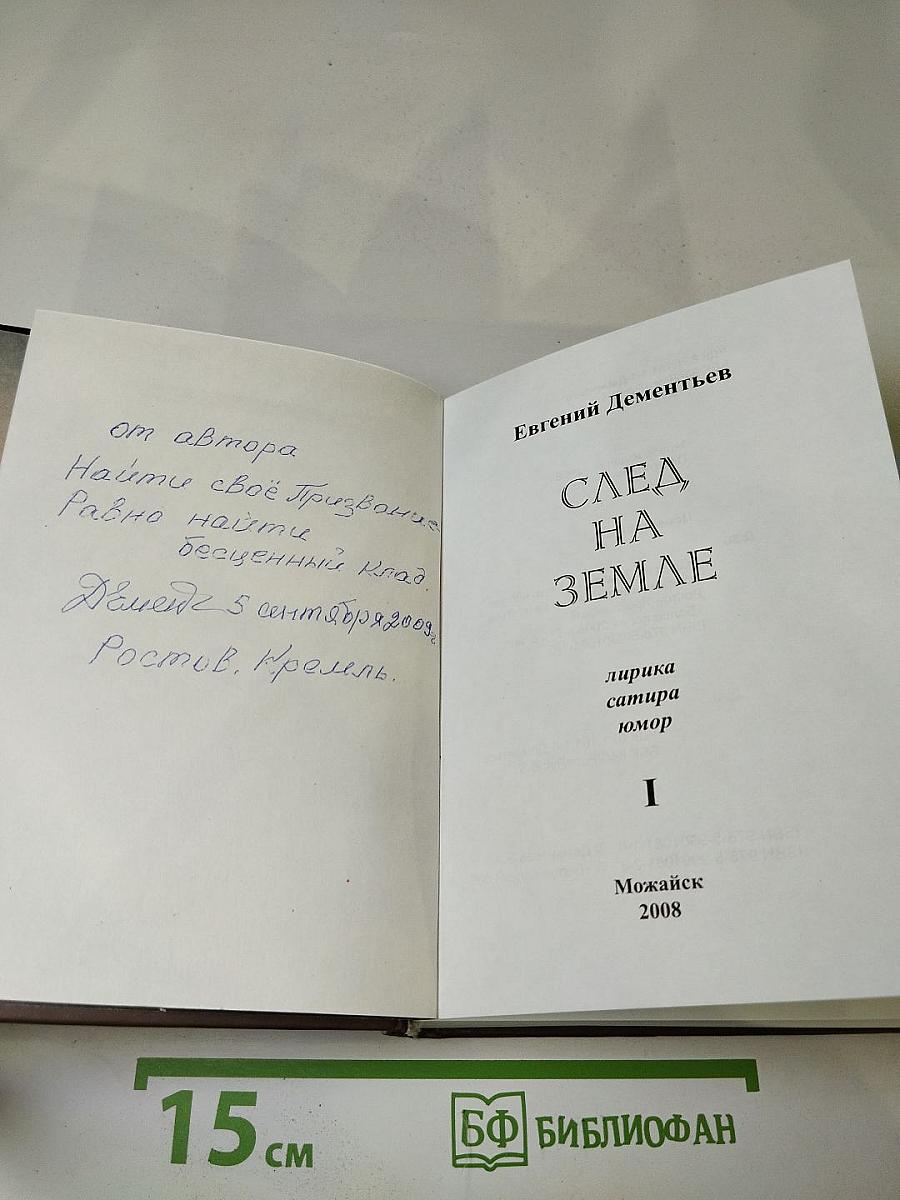 от автора
Найти своё Призвание
Равно найти
бесценный клад.
5 сентября 2009г.
Ростов. Кремль.
Евгений Дементьев
СЛЕД
НА
ЗЕМЛЕ
лирика
сатира
юмор
I
Можайск
2008
15 см
БФ БИБЛИОФАН